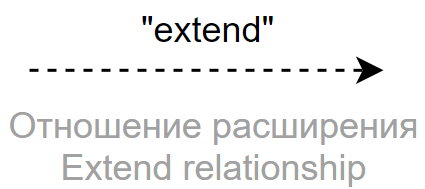 "extend"
Отношение расширения
Extend relationship